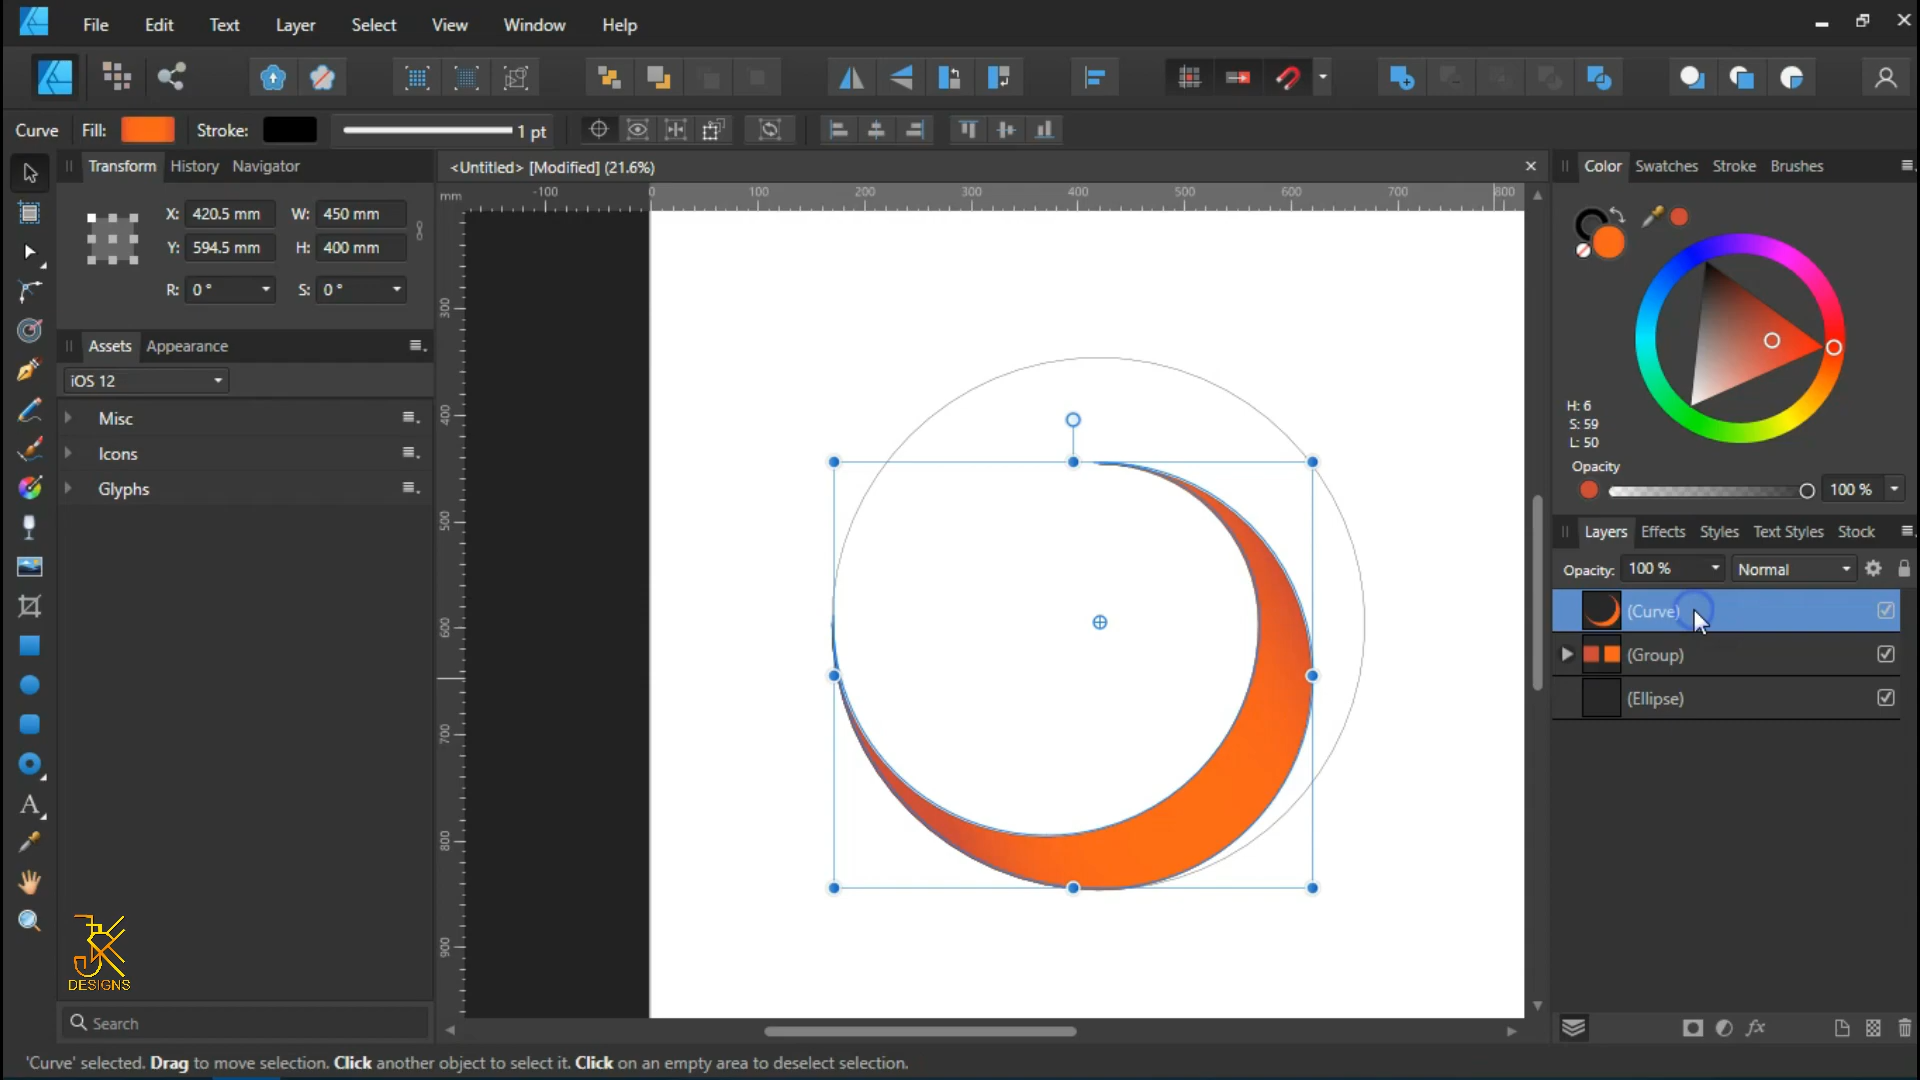 File Edit Text Layer Select View Window Help
Curve Fill: Stroke: 1 pt
Transform History Navigator
<Untitled> [Modified] (21.6%)
Color Swatches Stroke Brushes
mm -100 0 100 200 300 400 500 600 700 800
X: 420.5 mm W: 450 mm
Y: 594.5 mm H: 400 mm
R: 0 ° S: 0 °
300
400
500
600
700
800
900
Assets Appearance
iOS 12
Misc
Icons
Glyphs
H: 6
S: 59
L: 50
Opacity
100 %
Layers Effects Styles Text Styles Stock
Opacity: 100 % Normal
(Curve)
(Group)
(Ellipse)
JK
DESIGNS
Search
'Curve' selected. Drag to move selection. Click another object to select it. Click on an empty area to deselect selection.